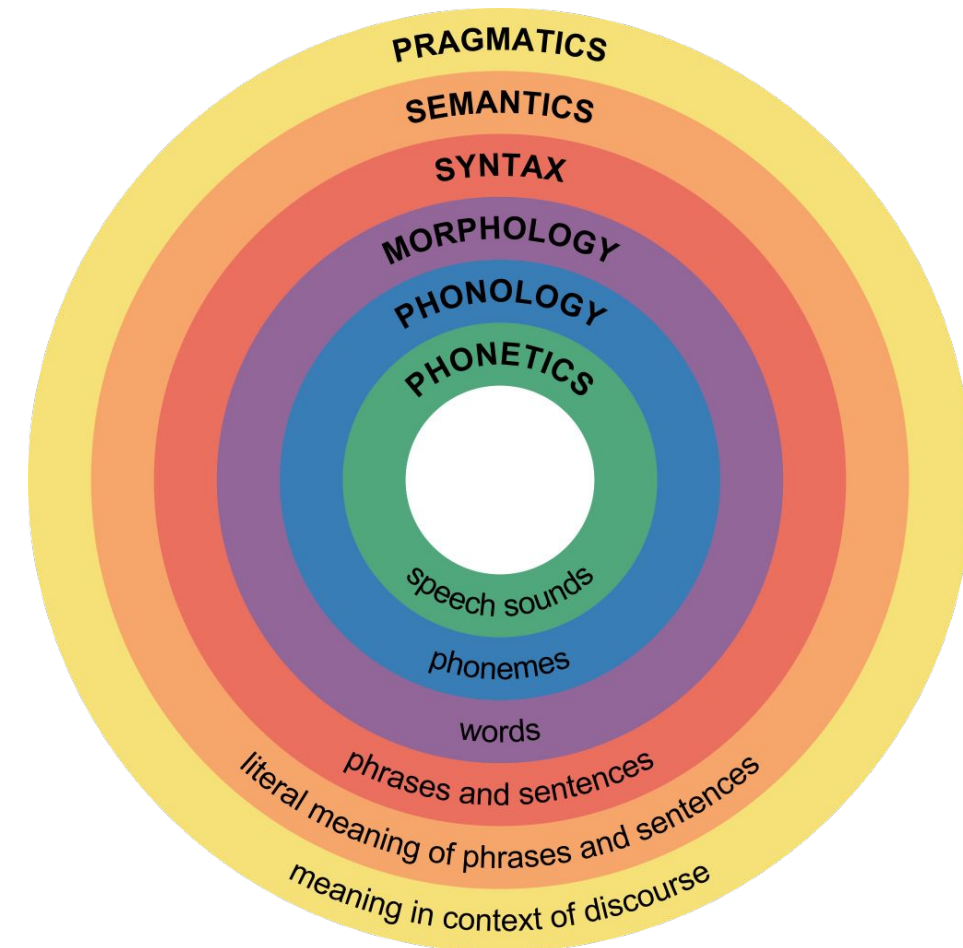 PRAGMATICS
SEMANTICS
SYNTAX
MORPHOLOGY
PHONOLOGY
PHONETICS
speech sounds
phonemes
words
phrases and sentences
literal meaning of phrases and sentences
meaning in context of discourse